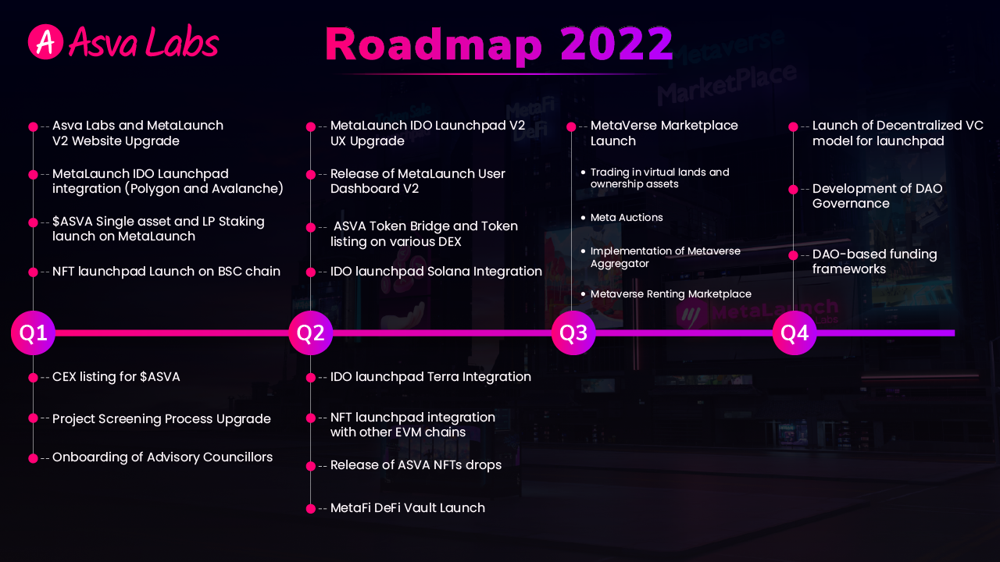 Asva Labs
Roadmap 2022
Metaverse
MarketPlace
MetaFi
DeFi
Asva Labs and MetaLaunch
V2 Website Upgrade
MetaLaunch IDO Launchpad
integration (Polygon and Avalanche)
$ASVA Single asset and LP Staking
launch on MetaLaunch
NFT launchpad Launch on BSC chain
Q1
CEX listing for $ASVA
Project Screening Process Upgrade
Onboarding of Advisory Councillors
MetaLaunch IDO Launchpad V2
UX Upgrade
Release of MetaLaunch User
Dashboard V2
ASVA Token Bridge and Token
listing on various DEX
IDO launchpad Solana Integration
Q2
IDO launchpad Terra Integration
NFT launchpad integration
with other EVM chains
Release of ASVA NFTs drops
MetaFi DeFi Vault Launch
MetaVerse Marketplace
Launch
Trading in virtual lands and
ownership assets
Meta Auctions
Implementation of Metaverse
Aggregator
Metaverse Renting Marketplace
Q3
Launch of Decentralized VC
model for launchpad
Development of DAO
Governance
DAO-based funding
frameworks
MetaLaunch
Labs
Q4